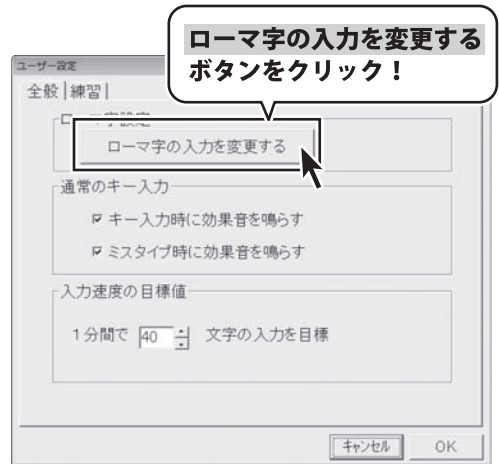 ローマ字の入力を変更する
ボタンをクリック!
ユーザー設定
全般|練習|
ローマ字の入力を変更する
通常のキー入力
キー入力時に効果音を鳴らす
ミスタイプ時に効果音を鳴らす
入力速度の目標値
1分間で 40 文字の入力を目標
キャンセル OK